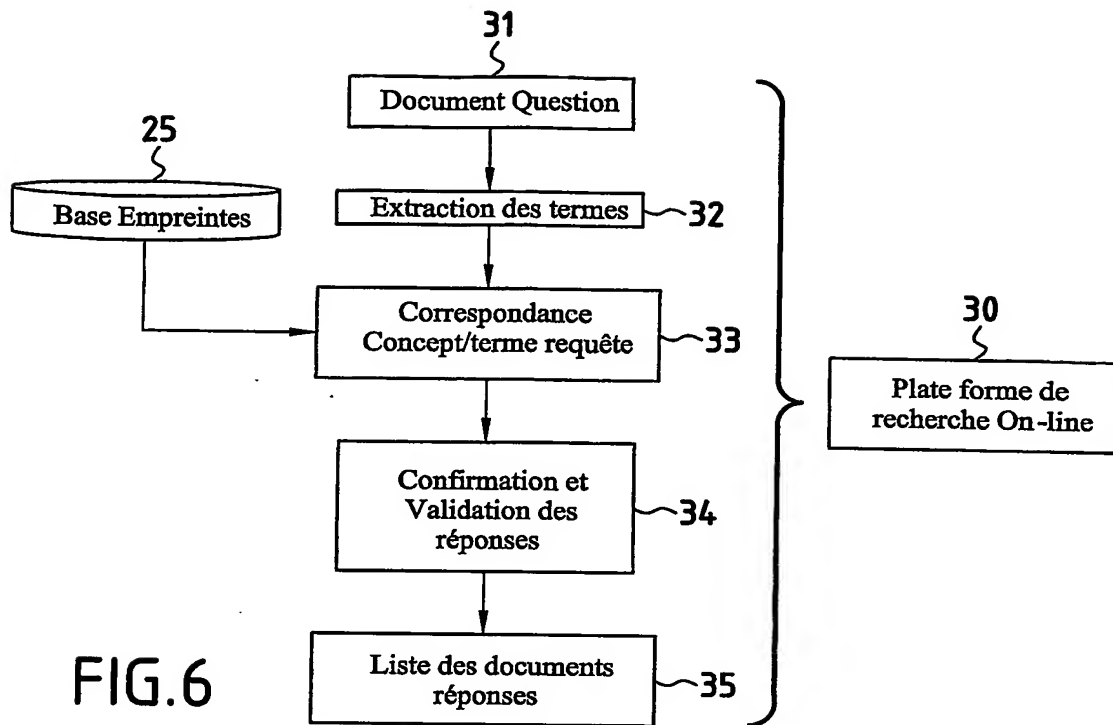 31
Document Question
25
Base Empreintes
Extraction des termes
32
Correspondance
Concept/terme requête
33
30
Plate forme de
recherche On-line
Confirmation et
Validation des
réponses
34
Liste des documents
réponses
35
FIG.6